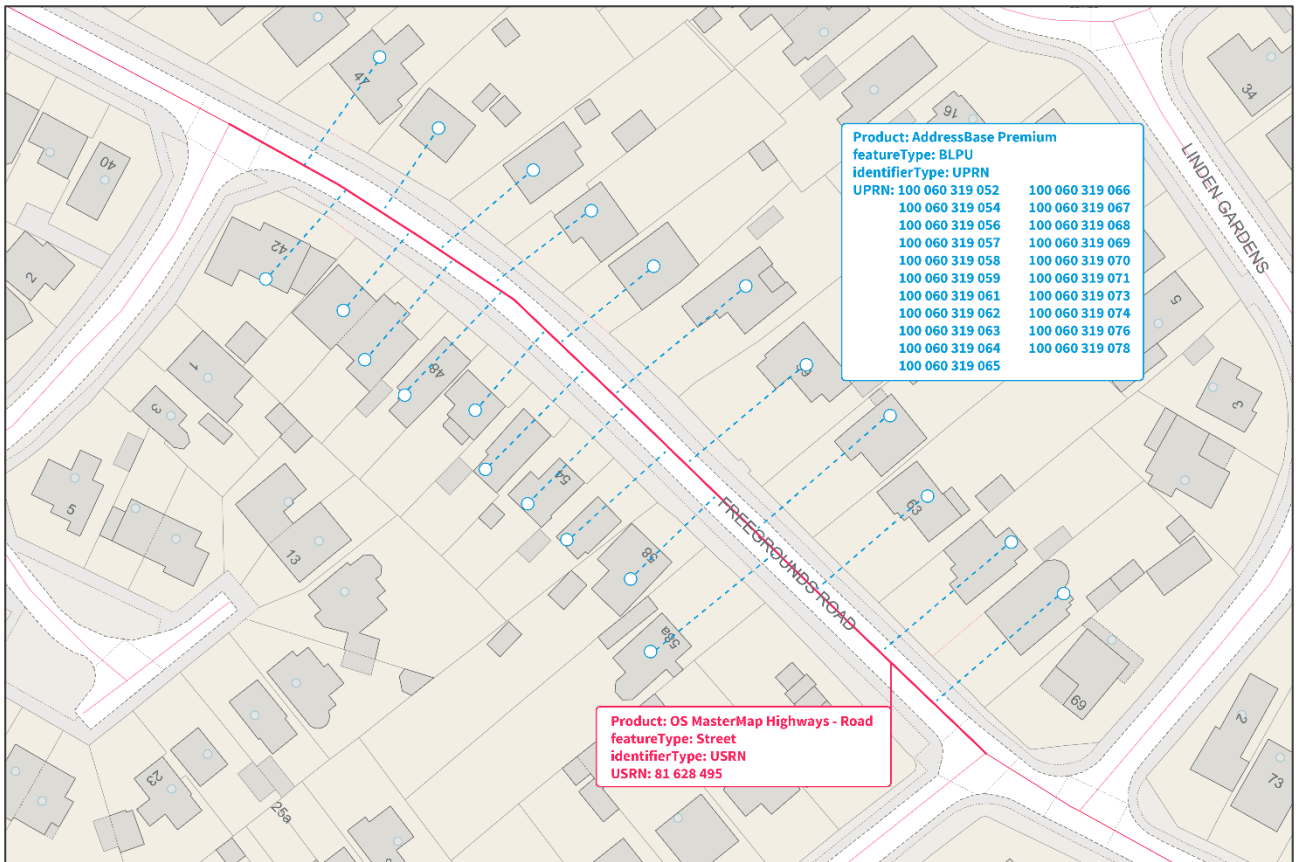 47
16
34
40
LINDEN GARDENS
Product: AddressBase Premium
featureType: BLPU
identifierType: UPRN
UPRN: 100 060 319 052 100 060 319 066
100 060 319 054 100 060 319 067
100 060 319 056 100 060 319 068
100 060 319 057 100 060 319 069
100 060 319 058 100 060 319 070
100 060 319 059 100 060 319 071
100 060 319 061 100 060 319 073
100 060 319 062 100 060 319 074
100 060 319 063 100 060 319 076
100 060 319 064 100 060 319 078
100 060 319 065
42
2
5
1
48
3
3
54
63
5
13
58
FREEGROUNDS ROAD
58a
69
2
23
25a
73
Product: OS MasterMap Highways - Road
featureType: Street
identifierType: USRN
USRN: 81 628 495